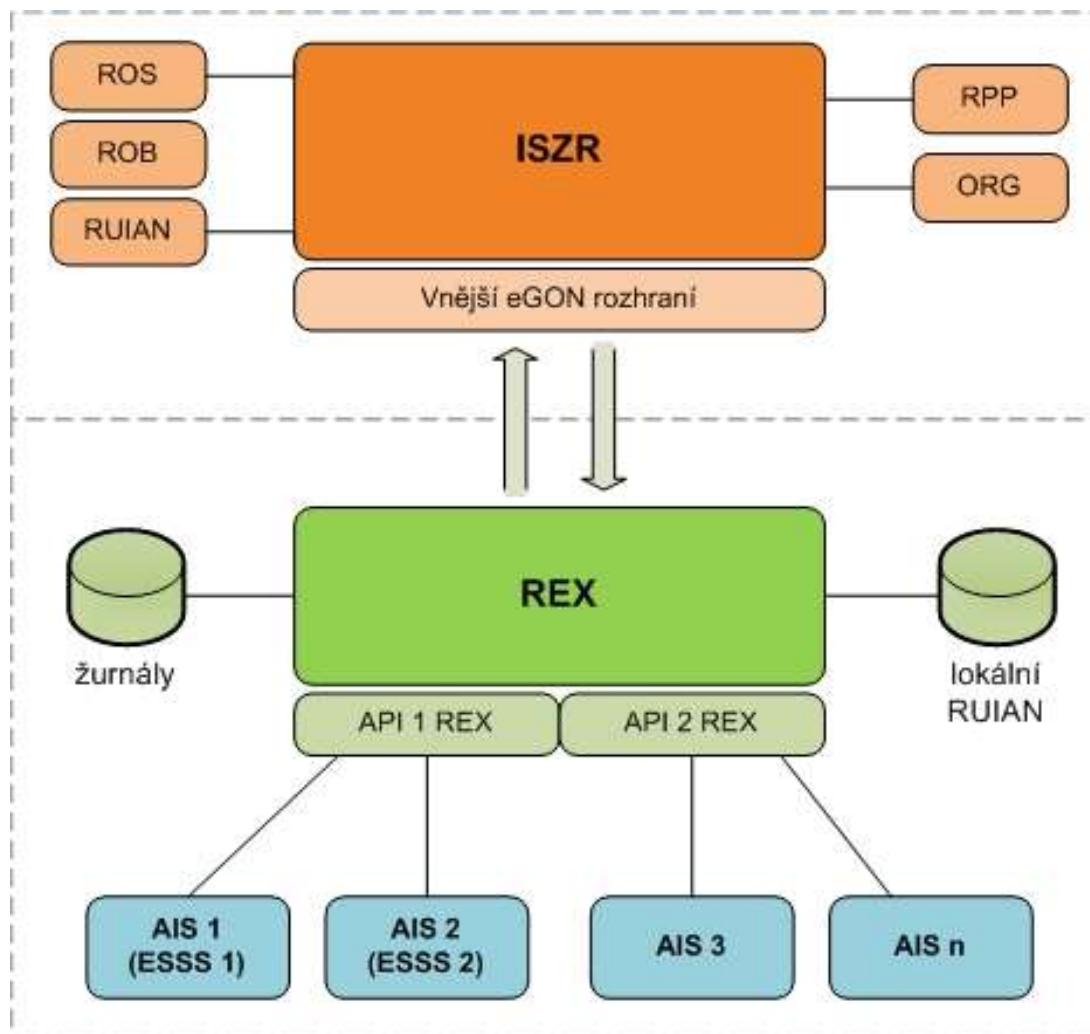 ROS
ROB
RUIAN
ISZR
RPP
ORG
Vnější eGON rozhraní
REX
žurnály
lokální
RUIAN
API 1 REX
API 2 REX
AIS 1
(ESSS 1)
AIS 2
(ESSS 2)
AIS 3
AIS n